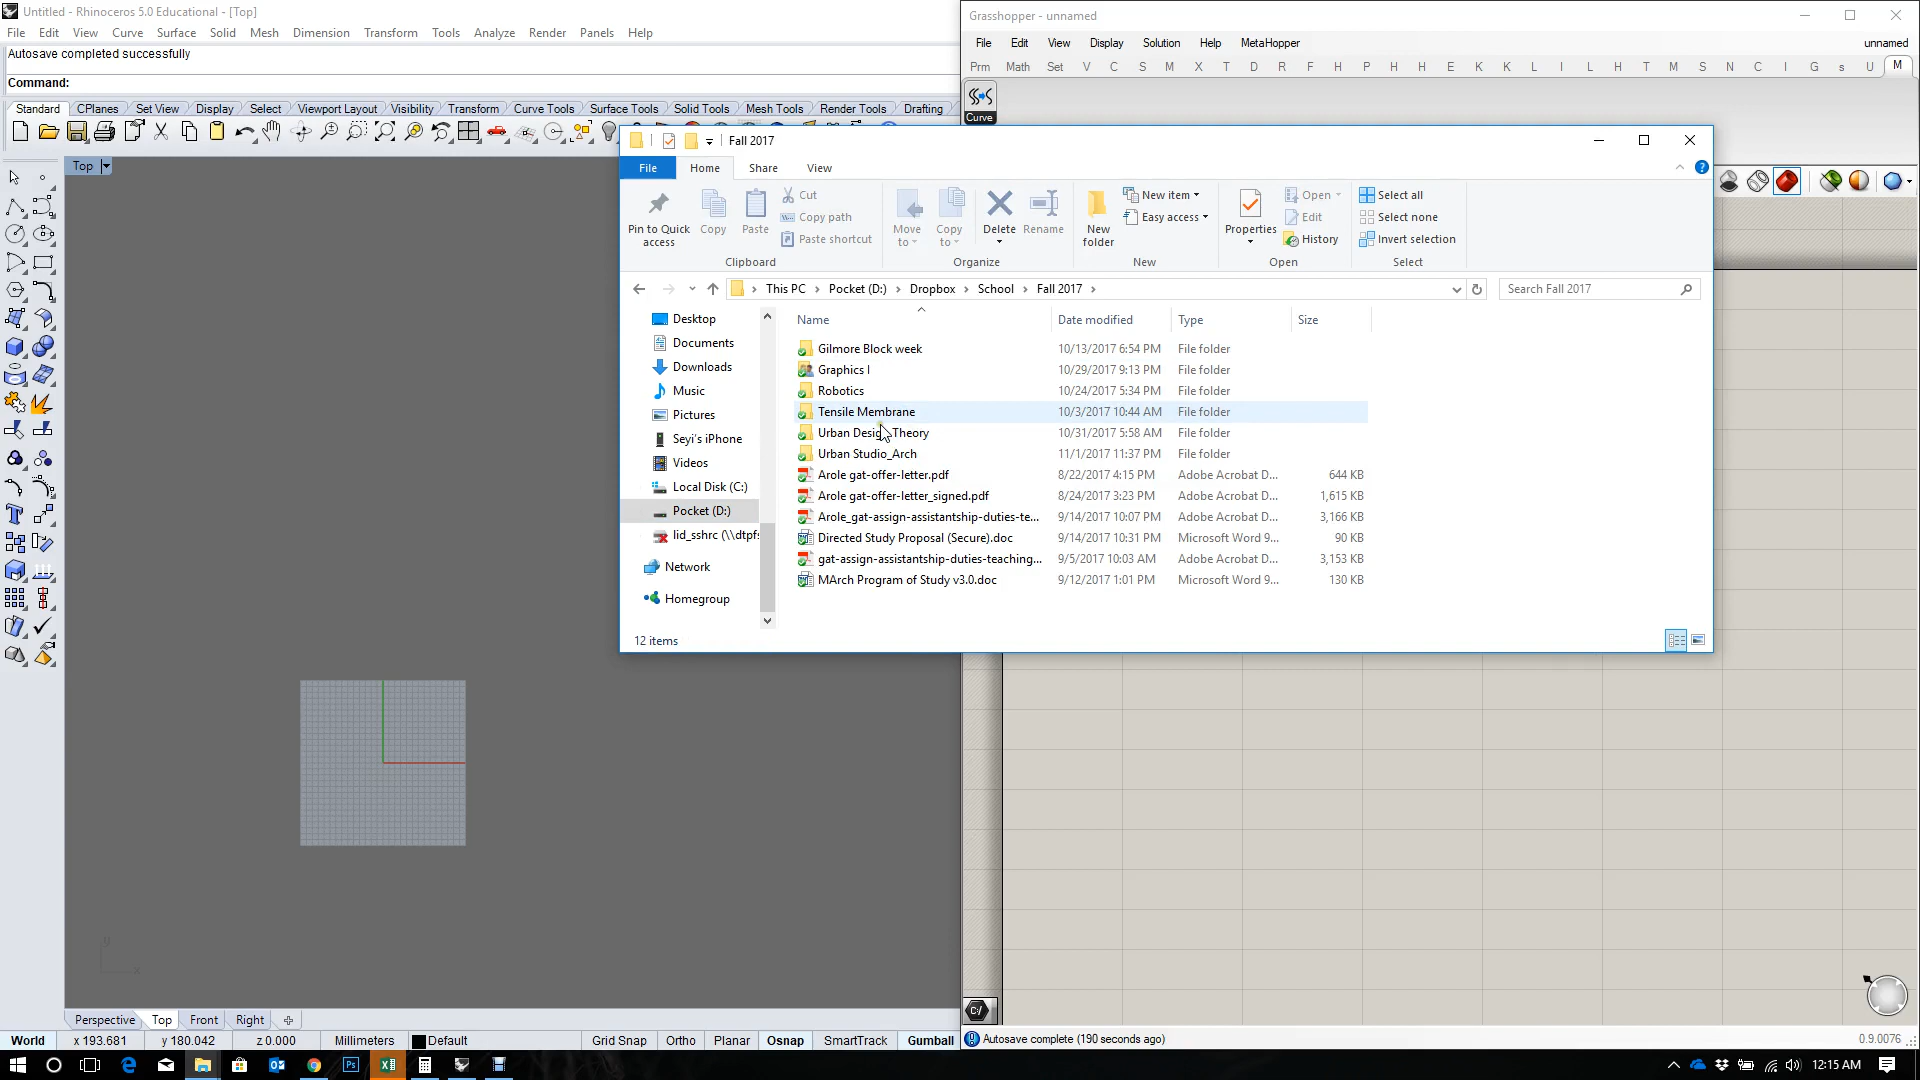 Untitled - Rhinoceros 5.0 Educational - [Top]
File Edit View Curve Surface Solid Mesh Dimension Transform Tools Analyze Render Panels Help
Autosave completed successfully
Command:
Standard CPlanes Set View Display Select Viewport Layout Visibility Transform Curve Tools Surface Tools Solid Tools Mesh Tools Render Tools Drafting
Top
Grasshopper - unnamed
File Edit View Display Solution Help MetaHopper unnamed
Prm Math Set V C S M X T D R F H P H H E K K L I L H T M S N C I G s U M
Curve
Fall 2017
File Home Share View
Pin to Quick access
Copy
Paste
Cut
Copy path
Paste shortcut
Clipboard
Move to
Copy to
Delete
Rename
Organize
New folder
New item
Easy access
New
Properties
Open
Edit
History
Open
Select all
Select none
Invert selection
Select
This PC Pocket (D:) Dropbox School Fall 2017
Search Fall 2017
Desktop
Documents
Downloads
Music
Pictures
Seyi's iPhone
Videos
Local Disk (C:)
Pocket (D:)
lid_sshrc (\\dtpfs
Network
Homegroup
Name Date modified Type Size
Gilmore Block week 10/13/2017 6:54 PM File folder
Graphics I 10/29/2017 9:13 PM File folder
Robotics 10/24/2017 5:34 PM File folder
Tensile Membrane 10/3/2017 10:44 AM File folder
Urban Design_Theory 10/31/2017 5:58 AM File folder
Urban Studio_Arch 11/1/2017 11:37 PM File folder
Arole gat-offer-letter.pdf 8/22/2017 4:15 PM Adobe Acrobat D... 644 KB
Arole gat-offer-letter_signed.pdf 8/24/2017 3:23 PM Adobe Acrobat D... 1,615 KB
Arole_gat-assign-assistantship-duties-te... 9/14/2017 10:07 PM Adobe Acrobat D... 3,166 KB
Directed Study Proposal (Secure).doc 9/14/2017 10:31 PM Microsoft Word 9... 90 KB
gat-assign-assistantship-duties-teaching... 9/5/2017 10:03 AM Adobe Acrobat D... 3,153 KB
MArch Program of Study v3.0.doc 9/12/2017 1:01 PM Microsoft Word 9... 130 KB
12 items
y
x
Perspective Top Front Right
World x 193.681 y 180.042 z 0.000 Millimeters Default Grid Snap Ortho Planar Osnap SmartTrack Gumball
Autosave complete (190 seconds ago)
0.9.0076
12:15 AM